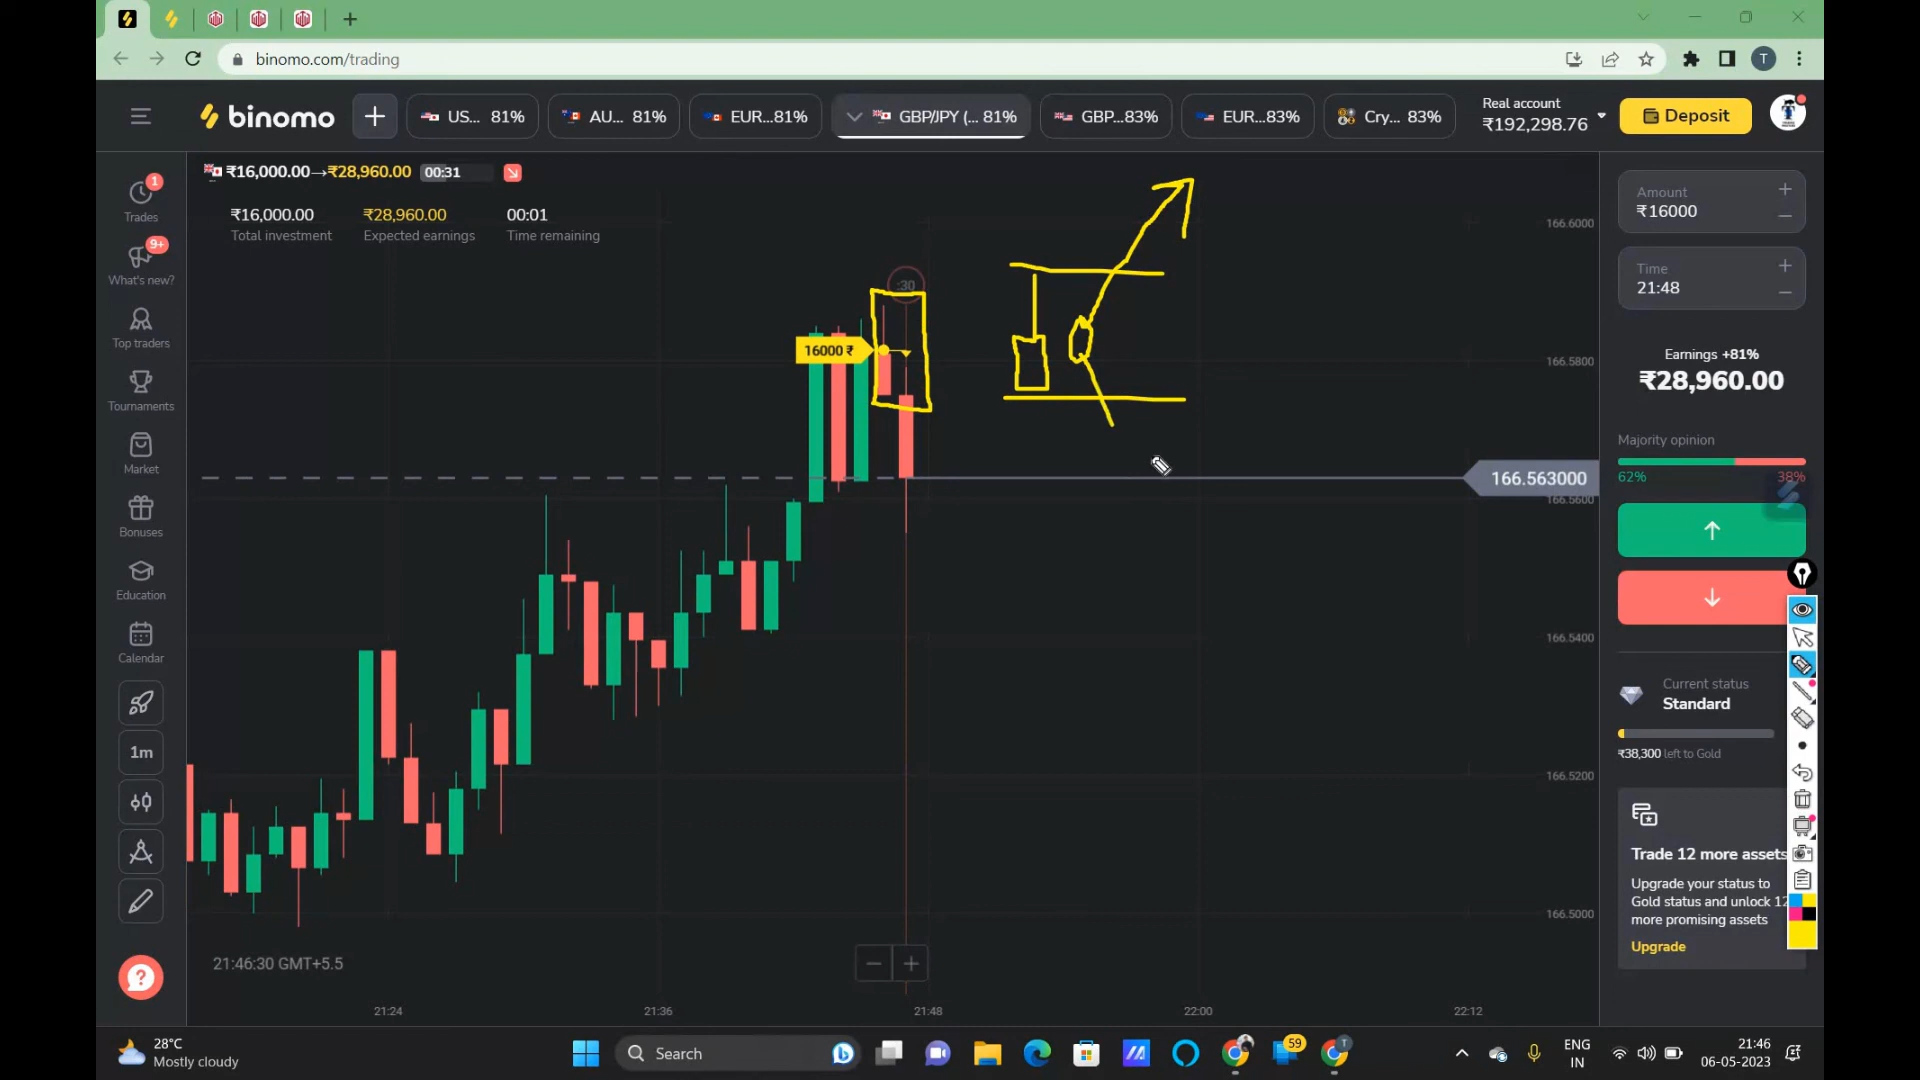 binomo.com/trading
T
binomo
US... 81%
AU... 81%
EUR...81%
GBP/JPY (... 81%
GBP...83%
EUR...83%
Cry... 83%
Real account
₹192,298.76
Deposit
₹16,000.00→₹28,960.00 00:31
₹16,000.00 ₹28,960.00 00:01
Total investment Expected earnings Time remaining
1
Trades
9+
What's new?
Top traders
Tournaments
Market
Bonuses
Education
Calendar
1m
?
:30
16000 ₹
166.6000
166.5800
166.563000
166.5600
166.5400
166.5200
166.5000
21:46:30 GMT+5.5
21:24 21:36 21:48 22:00 22:12
Amount
₹16000
Time
21:48
Earnings +81%
₹28,960.00
Majority opinion
62% 38%
Current status
Standard
₹38,300 left to Gold
Trade 12 more assets
Upgrade your status to
Gold status and unlock 12
more promising assets
Upgrade
28°C
Mostly cloudy
Search
59
T
ENG
IN
21:46
06-05-2023